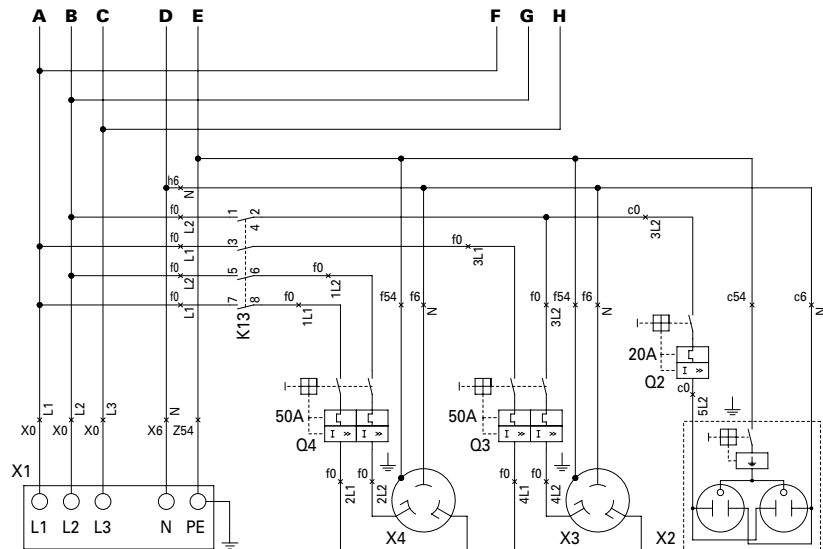 A B C D E F G H
h6 N
f0 L2 1 2 c0 3L2
f0 L1 3 4 f0 3L1
f0 L2 5 6 f0 1L2
f0 L1 7 8 f0 1L1 f54 f6 N f0 3L2 f54 f6 N c54 c6 N
K13
20A I >>
Q2
c0 5L2
L1 L2 L3 N
X0 X0 X0 X6 Z54
50A I >> I >>
Q4
50A I >> I >>
Q3
X1
f0 2L1 f0 2L2 f0 4L1 f0 4L2
L1 L2 L3 N PE
X4 X3 X2